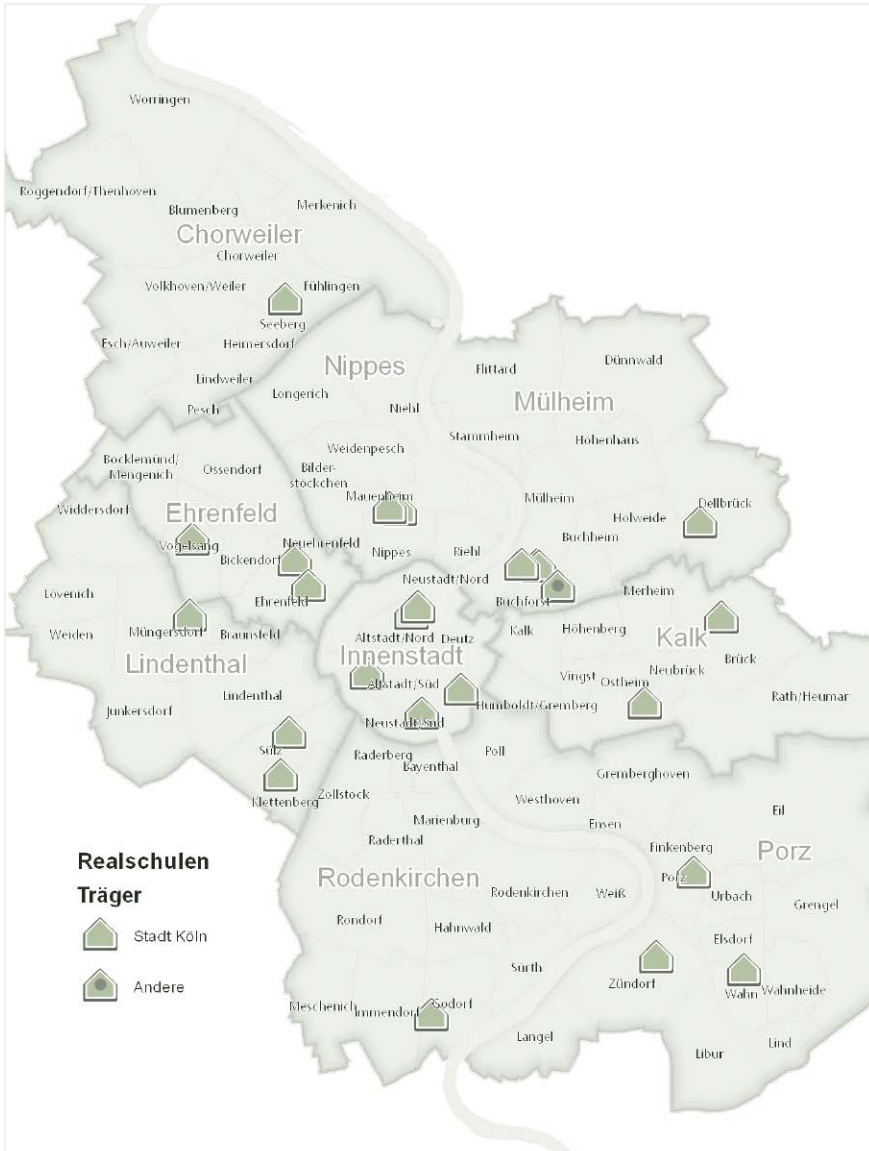 Worringen
Roggendorf/Thenhoven
Blumenberg
Merkenich
Chorweiler
Chorweiler
Volkhoven/Weiler
Fühlingen
Seeberg
Esch/Auweiler
Heimersdorf
Lindweiler
Pesch
Nippes
Longerich
Niehl
Weidenpesch
Bilder-
stöckchen
Mauenheim
Nippes
Riehl
Flittard
Dünnwald
Mülheim
Stammheim
Höhenhaus
Mülheim
Dellbrück
Holweide
Buchheim
Buchforst
Bocklemünd/
Mengenich
Ossendorf
Ehrenfeld
Vogelsang
Neuehrenfeld
Bickendorf
Ehrenfeld
Widdersdorf
Lövenich
Weiden
Müngersdorf
Braunsfeld
Lindenthal
Lindenthal
Junkersdorf
Sülz
Klettenberg
Neustadt/Nord
Altstadt/Nord
Deutz
Innenstadt
Altstadt/Süd
Neustadt/Süd
Merheim
Kalk
Höhenberg
Kalk
Brück
Vingst
Ostheim
Neubrück
Rath/Heumar
Humboldt/Gremberg
Raderberg
Bayenthal
Zollstock
Marienburg
Raderthal
Rodenkirchen
Rodenkirchen
Weiß
Rondorf
Hahnwald
Sürth
Meschenich
Immendorf
Godorf
Poll
Gremberghoven
Westhoven
Ensen
Eil
Finkenberg
Porz
Porz
Urbach
Grengel
Elsdorf
Zündorf
Wahn
Wahnheide
Langel
Libur
Lind
Realschulen
Träger
Stadt Köln
Andere